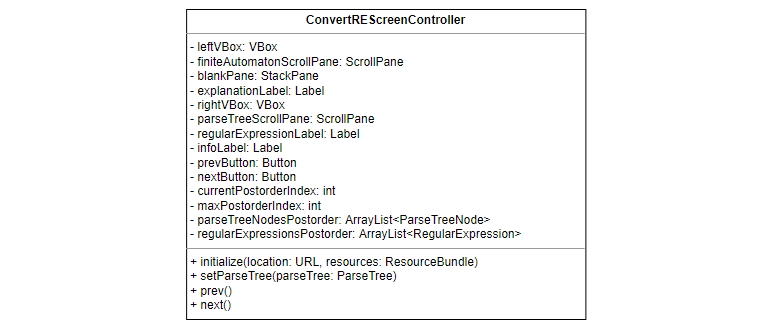 ConvertREScreenController
- leftVBox: VBox
- finiteAutomatonScrollPane: ScrollPane
- blankPane: StackPane
- explanationLabel: Label
- rightVBox: VBox
- parseTreeScrollPane: ScrollPane
- regularExpressionLabel: Label
- infoLabel: Label
- prevButton: Button
- nextButton: Button
- currentPostorderIndex: int
- maxPostorderIndex: int
- parseTreeNodesPostorder: ArrayList<ParseTreeNode>
- regularExpressionsPostorder: ArrayList<RegularExpression>
+ initialize(location: URL, resources: ResourceBundle)
+ setParseTree(parseTree: ParseTree)
+ prev()
+ next()